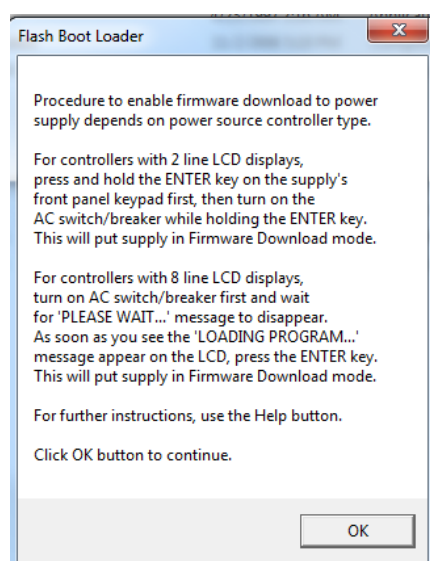 Flash Boot Loader
Procedure to enable firmware download to power
supply depends on power source controller type.
For controllers with 2 line LCD displays,
press and hold the ENTER key on the supply's
front panel keypad first, then turn on the
AC switch/breaker while holding the ENTER key.
This will put supply in Firmware Download mode.
For controllers with 8 line LCD displays,
turn on AC switch/breaker first and wait
for 'PLEASE WAIT...' message to disappear.
As soon as you see the 'LOADING PROGRAM...'
message appear on the LCD, press the ENTER key.
This will put supply in Firmware Download mode.
For further instructions, use the Help button.
Click OK button to continue.
OK